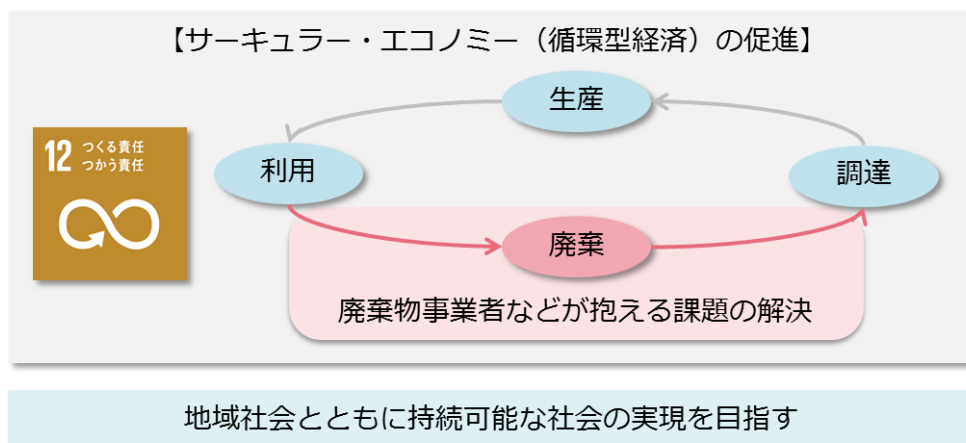 【サーキュラー・エコノミー（循環型経済）の促進】
生産
12 つくる責任
つかう責任
利用
調達
廃棄
廃棄物事業者などが抱える課題の解決
地域社会とともに持続可能な社会の実現を目指す